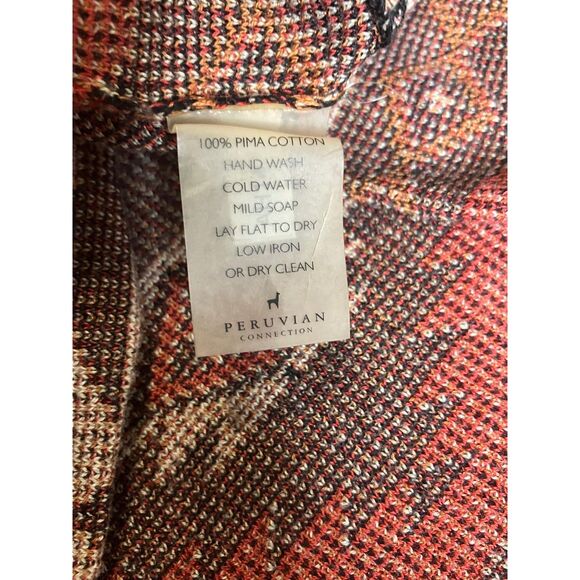 100% PIMA COTTON
HAND WASH
COLD WATER
MILD SOAP
LAY FLAT TO DRY
LOW IRON
OR DRY CLEAN
PERUVIAN
CONNECTION